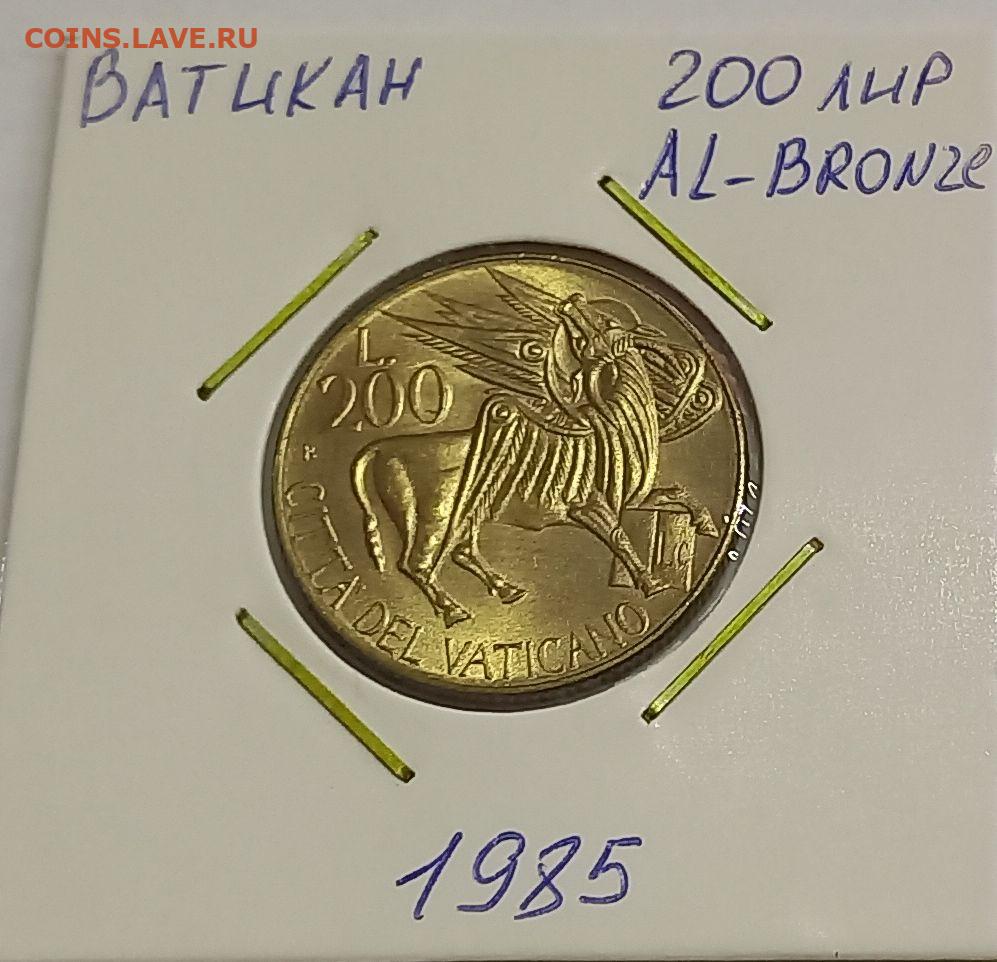 COINS.LAVE.RU
ВАТИКАН
200 лир
AL-BRONZE
L.
200
R
CITTA' DEL VATICANO
1985